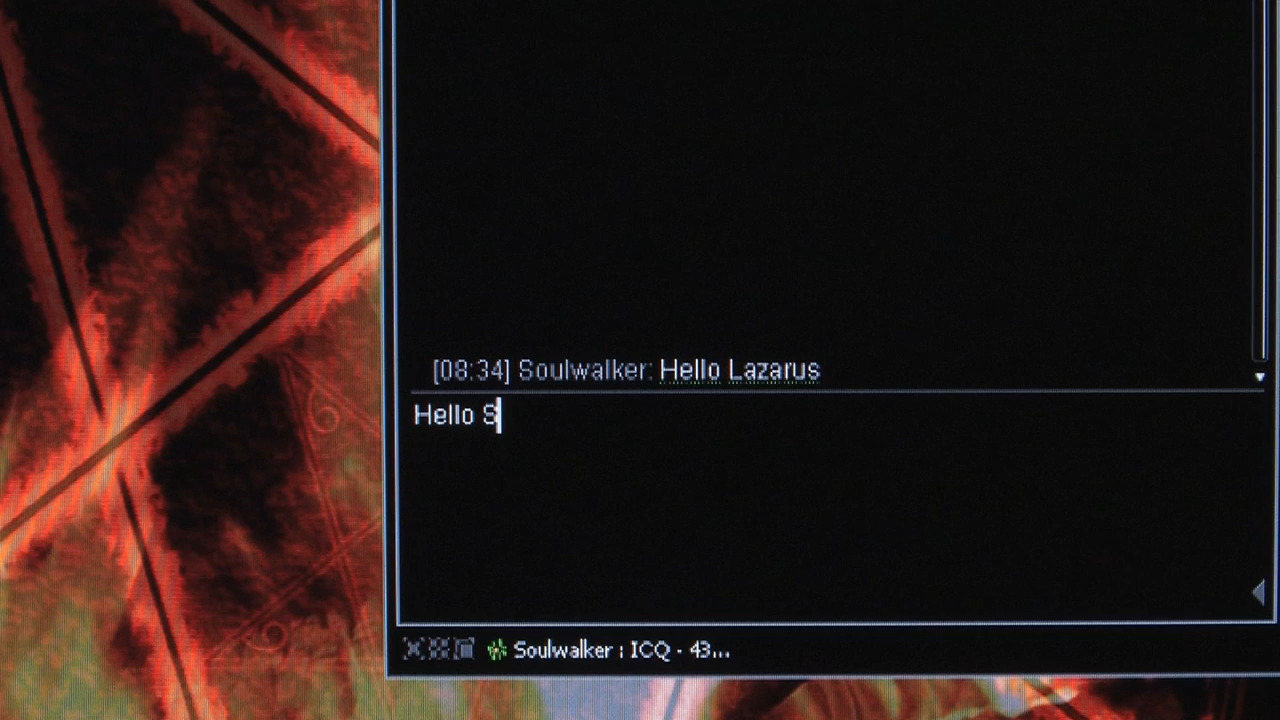 [08:34] Soulwalker: Hello Lazarus
Hello S
Soulwalker : ICQ - 43...